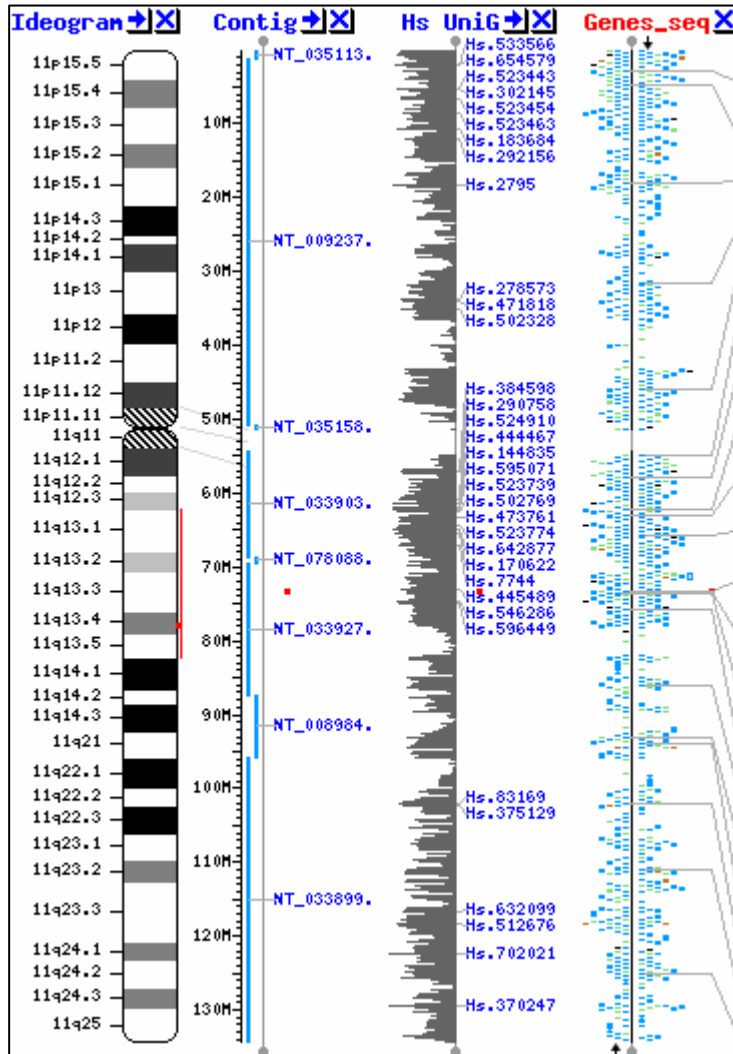 Ideogram Contig Hs UniG Genes_seq
11p15.5
11p15.4
11p15.3
11p15.2
11p15.1
11p14.3
11p14.2
11p14.1
11p13
11p12
11p11.2
11p11.12
11p11.11
11q11
11q12.1
11q12.2
11q12.3
11q13.1
11q13.2
11q13.3
11q13.4
11q13.5
11q14.1
11q14.2
11q14.3
11q21
11q22.1
11q22.2
11q22.3
11q23.1
11q23.2
11q23.3
11q24.1
11q24.2
11q24.3
11q25
10M
20M
30M
40M
50M
60M
70M
80M
90M
100M
110M
120M
130M
NT_035113.
NT_009237.
NT_035158.
NT_033903.
NT_078088.
NT_033927.
NT_008984.
NT_033899.
Hs.533566
Hs.654579
Hs.523443
Hs.302145
Hs.523454
Hs.523463
Hs.183684
Hs.292156
Hs.2795
Hs.278573
Hs.471818
Hs.502328
Hs.384598
Hs.290758
Hs.524910
Hs.444467
Hs.144835
Hs.595071
Hs.523739
Hs.502769
Hs.473761
Hs.523774
Hs.642877
Hs.170622
Hs.7744
Hs.445489
Hs.546286
Hs.596449
Hs.83169
Hs.375129
Hs.632099
Hs.512676
Hs.702021
Hs.370247